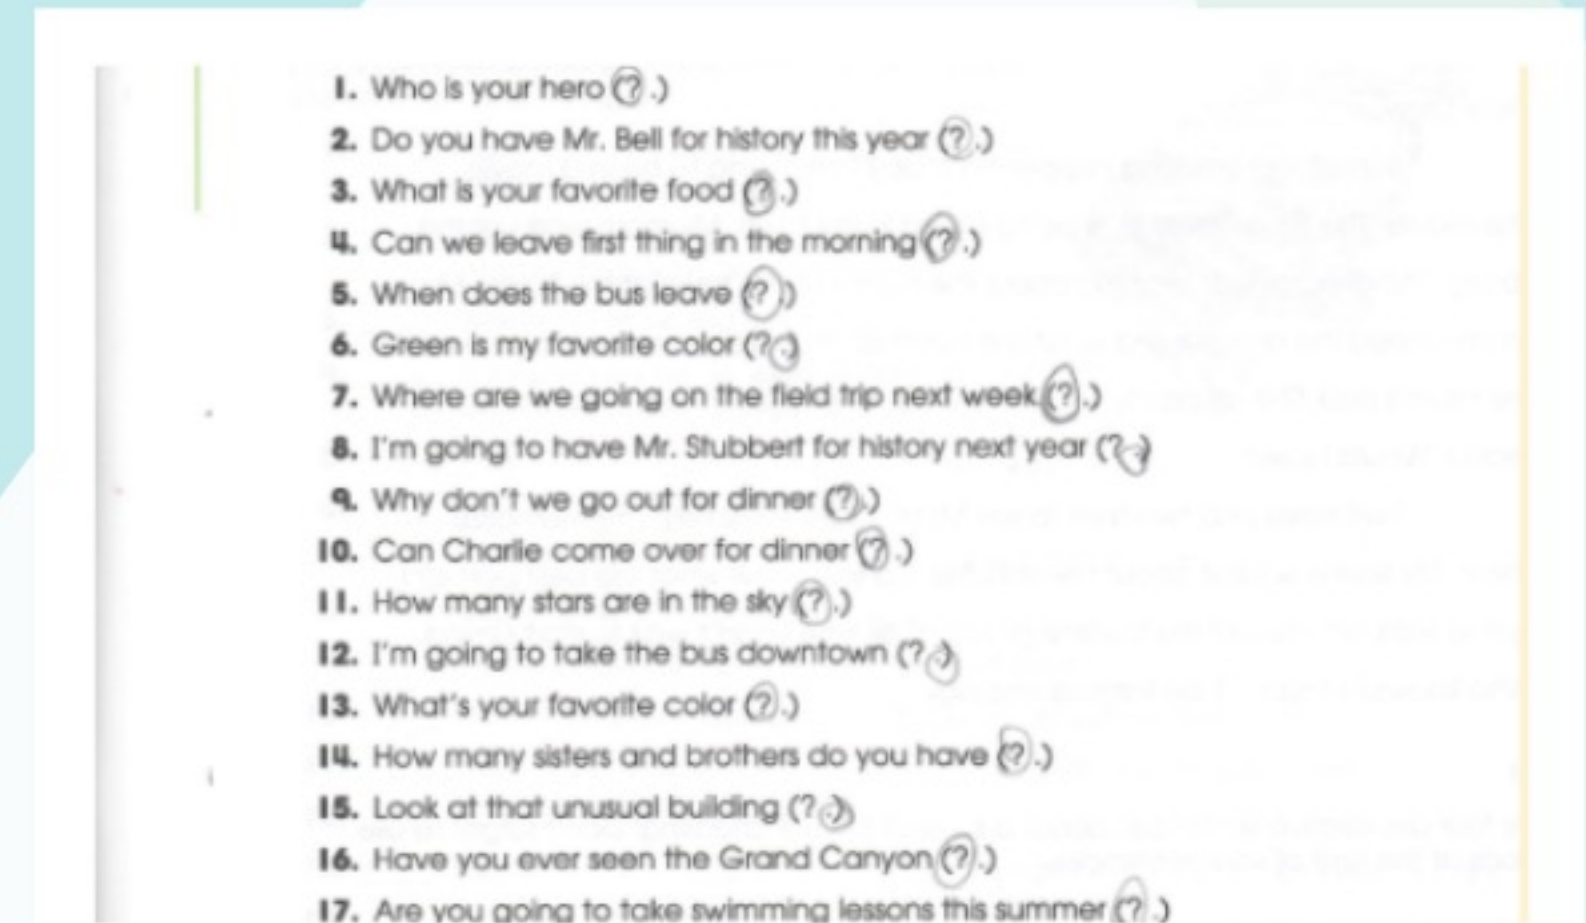 1. Who is your hero (? .)
2. Do you have Mr. Bell for history this year (? .)
3. What is your favorite food (? .)
4. Can we leave first thing in the morning (? .)
5. When does the bus leave (? .)
6. Green is my favorite color (? .)
7. Where are we going on the field trip next week (? .)
8. I'm going to have Mr. Stubbert for history next year (? .)
9. Why don't we go out for dinner (? .)
10. Can Charlie come over for dinner (? .)
11. How many stars are in the sky (? .)
12. I'm going to take the bus downtown (? .)
13. What's your favorite color (? .)
14. How many sisters and brothers do you have (? .)
15. Look at that unusual building (? .)
16. Have you ever seen the Grand Canyon (? .)
17. Are you going to take swimming lessons this summer (? .)